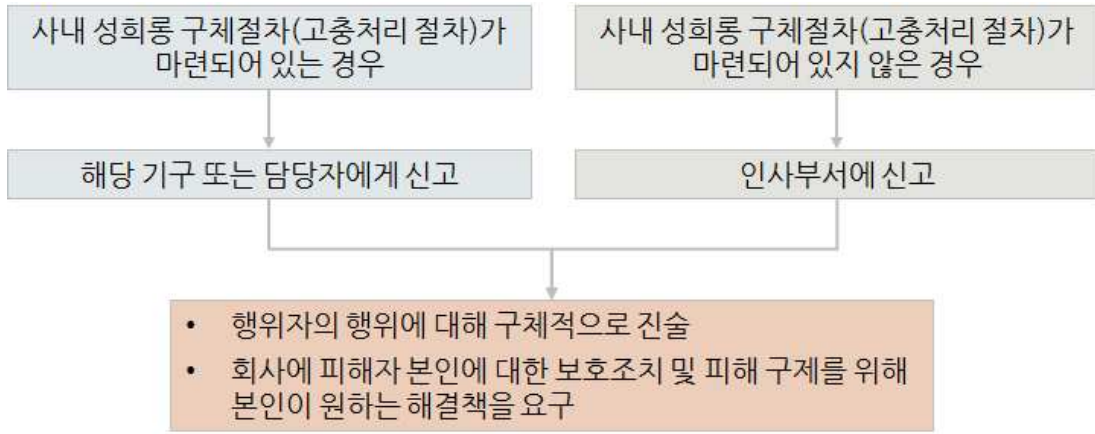 사내 성희롱 구체절차(고충처리 절차)가
마련되어 있는 경우
사내 성희롱 구체절차(고충처리 절차)가
마련되어 있지 않은 경우
해당 기구 또는 담당자에게 신고
인사부서에 신고
• 행위자의 행위에 대해 구체적으로 진술
• 회사에 피해자 본인에 대한 보호조치 및 피해 구제를 위해
본인이 원하는 해결책을 요구